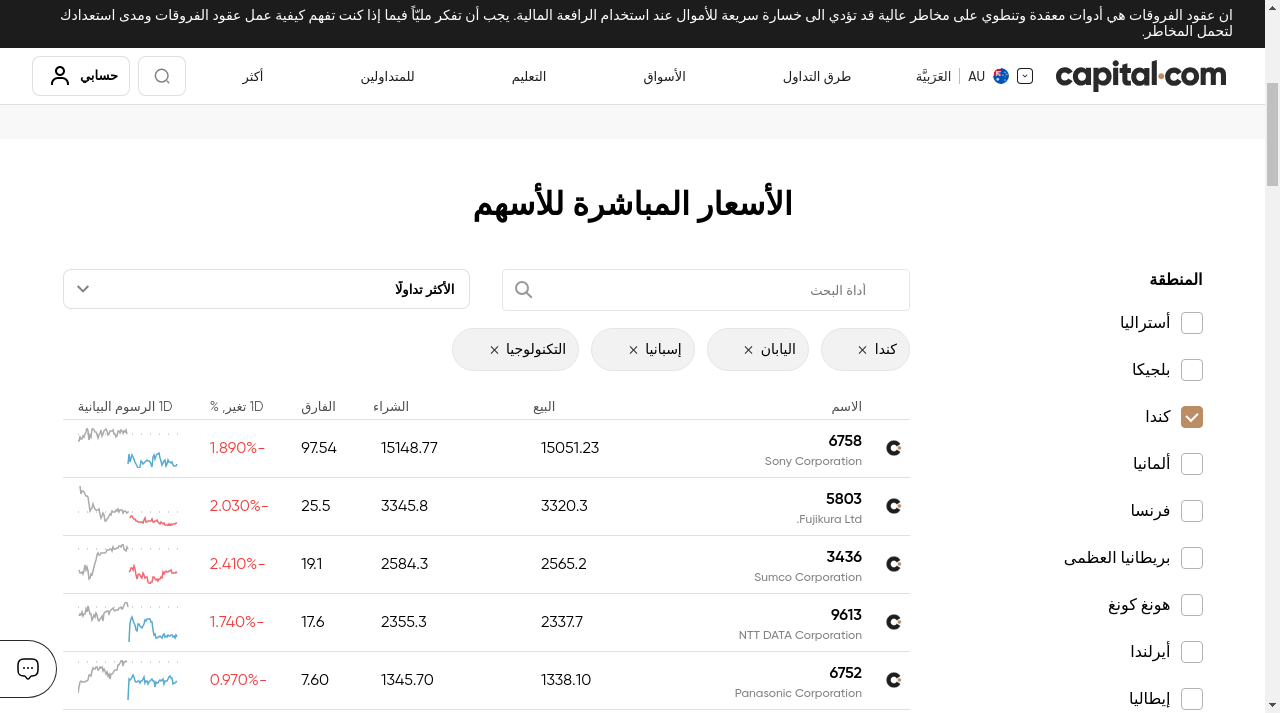 ان عقود الفروقات هي أدوات معقدة وتنطوي على مخاطر عالية قد تؤدي الى خسارة سريعة للأموال عند استخدام الرافعة المالية. يجب أن تفكر مليّاً فيما إذا كنت تفهم كيفية عمل عقود الفروقات ومدى استعدادك
لتحمل المخاطر.
capital.com
AU العَرَبيَّة
طرق التداول
الأسواق
التعليم
للمتداولين
أكثر
حسابي
الأسعار المباشرة للأسهم
المنطقة
أستراليا
بلجيكا
كندا
ألمانيا
فرنسا
بريطانيا العظمى
هونغ كونغ
أيرلندا
إيطاليا
أداة البحث
الأكثر تداولًا
كندا
اليابان
إسبانيا
التكنولوجيا
الاسم البيع الشراء الفارق 1D تغير, % 1D الرسوم البيانية
6758 15051.23 15148.77 97.54 -1.890%
Sony Corporation
5803 3320.3 3345.8 25.5 -2.030%
Fujikura Ltd.
3436 2565.2 2584.3 19.1 -2.410%
Sumco Corporation
9613 2337.7 2355.3 17.6 -1.740%
NTT DATA Corporation
6752 1338.10 1345.70 7.60 -0.970%
Panasonic Corporation